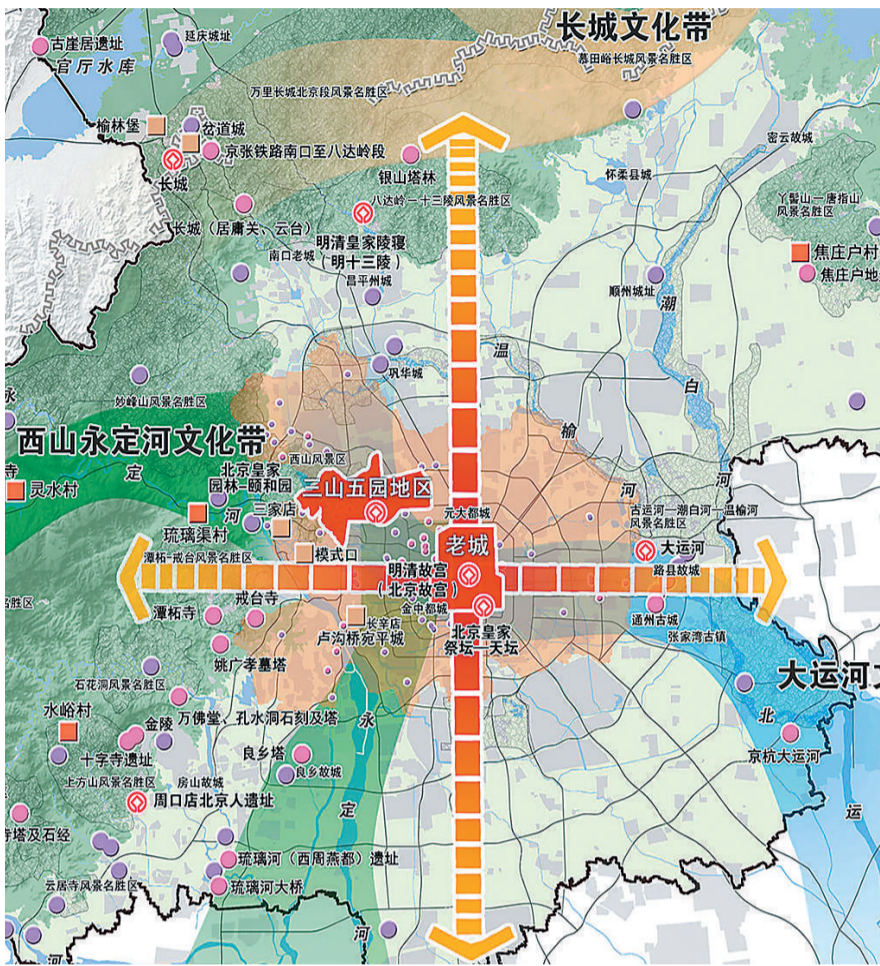 长城文化带
古崖居遗址
延庆城址
官厅水库
慕田峪长城风景名胜区
万里长城北京段风景名胜区
榆林堡
岔道城
京张铁路南口至八达岭段
长城
银山塔林
密云故城
怀柔县城
八达岭一十三陵风景名胜区
丫髻山一唐指山
风景名胜区
长城（居庸关、云台）
明清皇家陵寝
（明十三陵）
南口老城
昌平州城
焦庄户村
焦庄户地
顺州城址
潮
白
河
温
榆
河
巩华城
妙峰山风景名胜区
永
定
河
西山永定河文化带
西山风景区
北京皇家
园林-颐和园
三山五园地区
寺
灵水村
三家店
琉璃渠村
元大都城
古运河一潮白河一温榆河
风景名胜区
老城
大运河
模式口
潭柘-戒台风景名胜区
明清故宫
（北京故宫）
路县故城
名胜区
戒台寺
潭柘寺
金中都城
长辛店
卢沟桥宛平城
北京皇家
祭坛一天坛
通州古城
张家湾古镇
姚广孝墓塔
石花洞风景名胜区
大运河文
水峪村
万佛堂、孔水洞石刻及塔
金陵
十字寺遗址
良乡塔
永
定
河
北
运
京杭大运河
上方山风景名胜区
房山故城
良乡故城
周口店北京人遗址
寺塔及石经
琉璃河（西周燕都）遗址
云居寺风景名胜区
琉璃河大桥
河